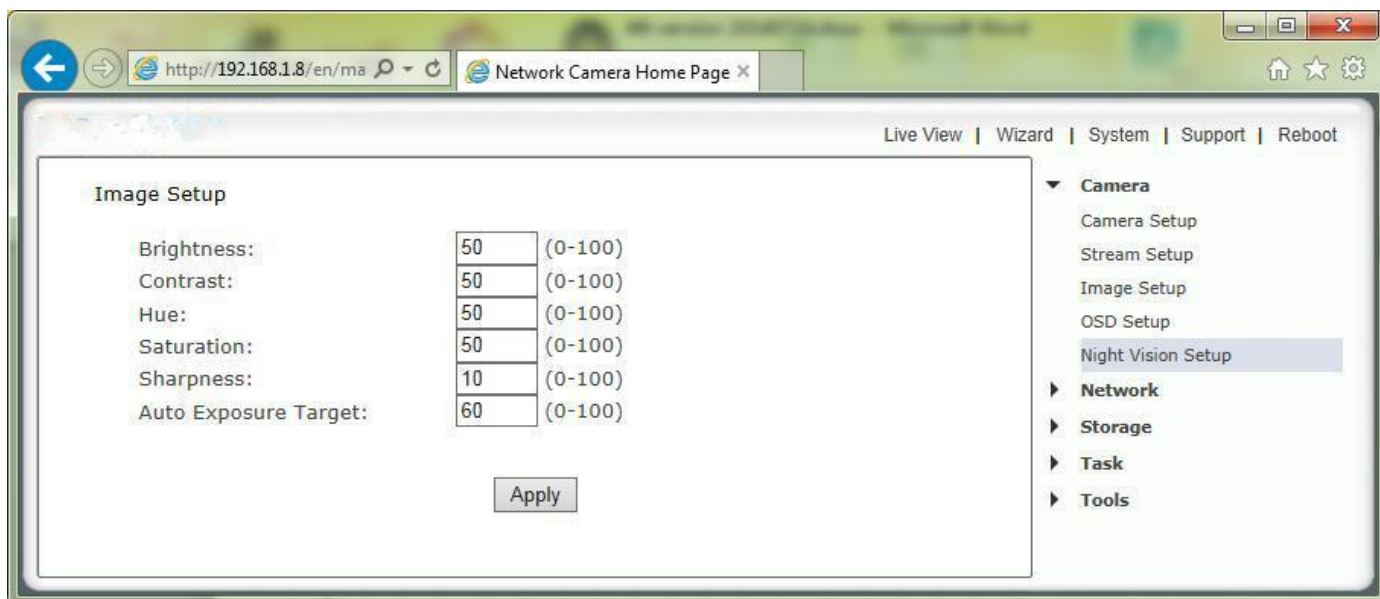 http://192.168.1.8/en/ma
Network Camera Home Page
Live View | Wizard | System | Support | Reboot
Image Setup
Brightness: 50 (0-100)
Contrast: 50 (0-100)
Hue: 50 (0-100)
Saturation: 50 (0-100)
Sharpness: 10 (0-100)
Auto Exposure Target: 60 (0-100)
Apply
Camera
Camera Setup
Stream Setup
Image Setup
OSD Setup
Night Vision Setup
Network
Storage
Task
Tools